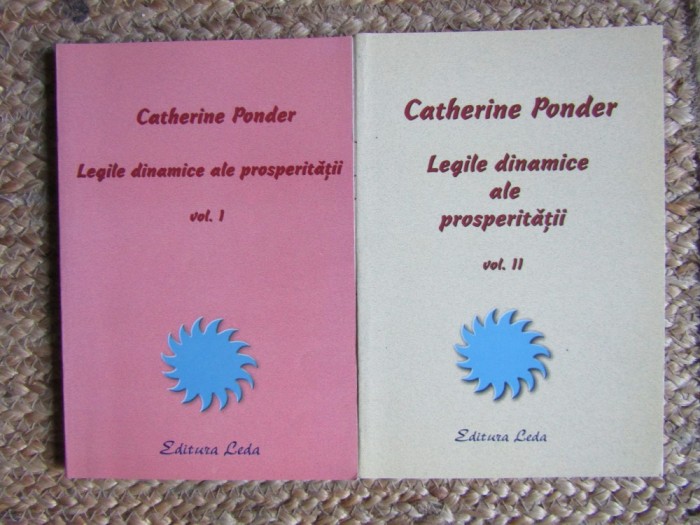 Catherine Ponder
Legile dinamice ale prosperității
vol. I
Editura Leda
Catherine Ponder
Legile dinamice
ale
prosperității
vol. II
Editura Leda